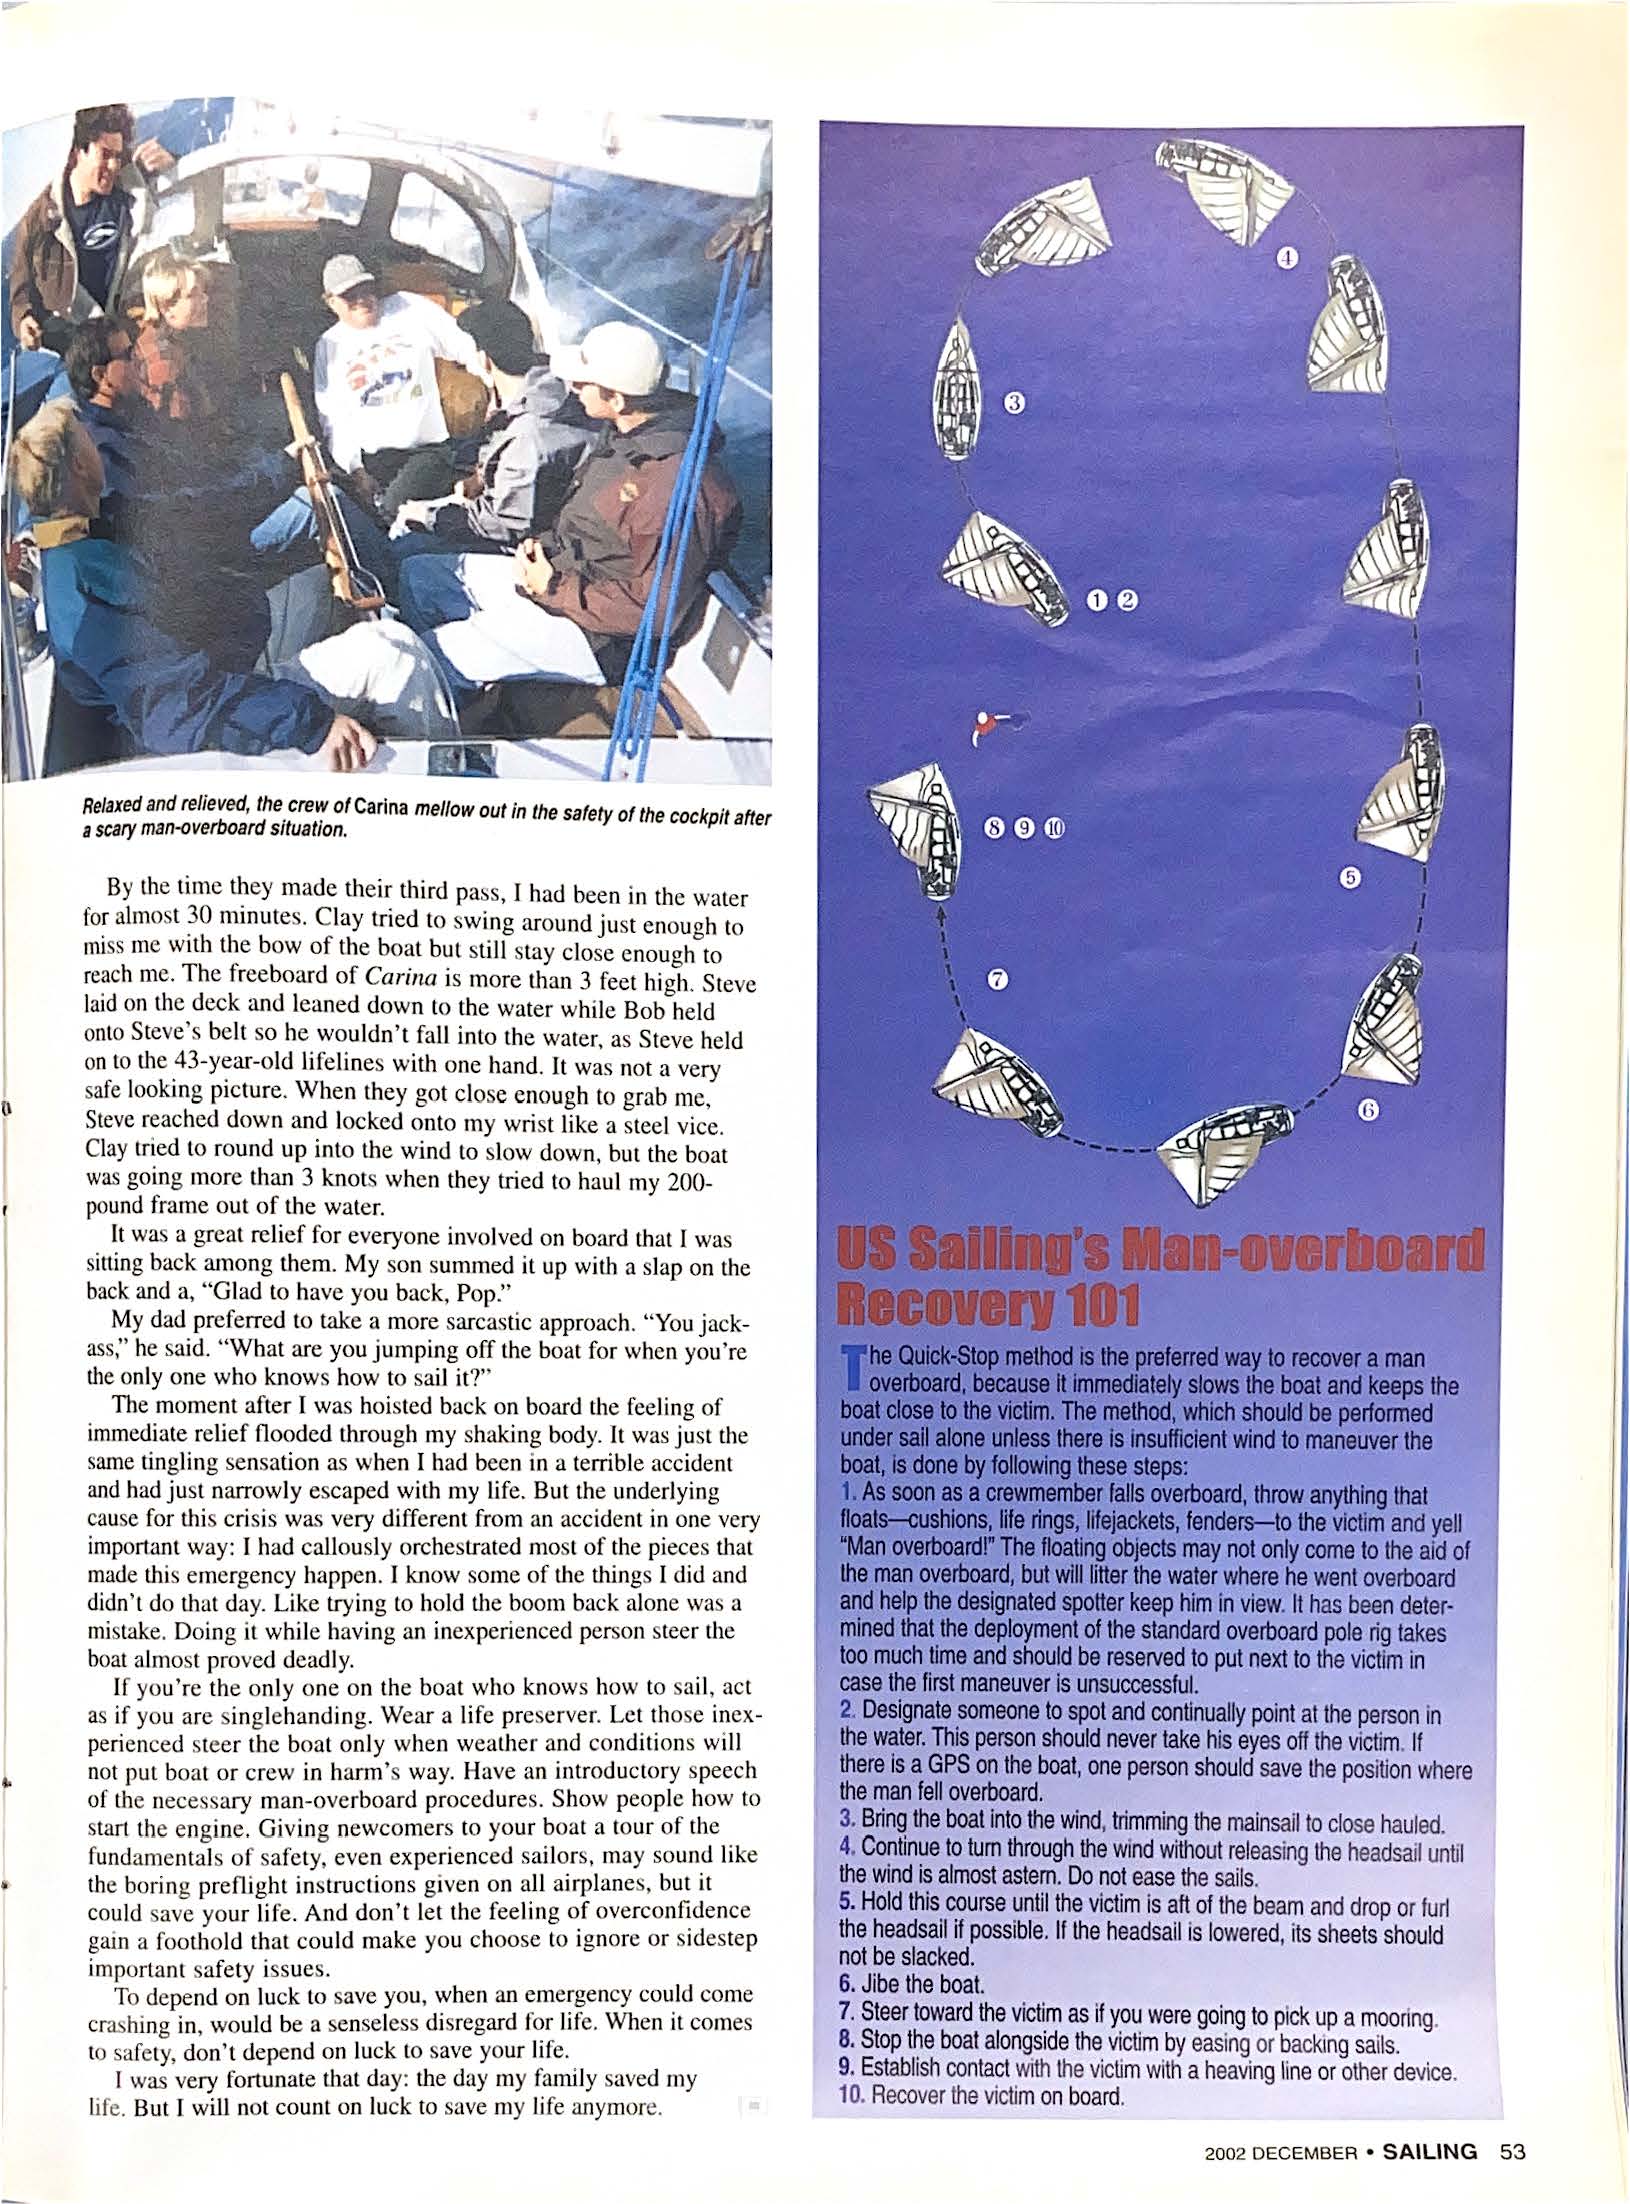 Relaxed and relieved, the crew of Carina mellow out in the safety of the cockpit after
a scary man-overboard situation.
By the time they made their third pass, I had been in the water
for almost 30 minutes. Clay tried to swing around just enough to
miss me with the bow of the boat but still stay close enough to
reach me. The freeboard of Carina is more than 3 feet high. Steve
laid on the deck and leaned down to the water while Bob held
onto Steve's belt so he wouldn't fall into the water, as Steve held
on to the 43-year-old lifelines with one hand. It was not a very
safe looking picture. When they got close enough to grab me,
Steve reached down and locked onto my wrist like a steel vice.
Clay tried to round up into the wind to slow down, but the boat
was going more than 3 knots when they tried to haul my 200-
pound frame out of the water.
It was a great relief for everyone involved on board that I was
sitting back among them. My son summed it up with a slap on the
back and a, “Glad to have you back, Pop.”
My dad preferred to take a more sarcastic approach. “You jack-
ass,” he said. “What are you jumping off the boat for when you're
the only one who knows how to sail it?”
The moment after I was hoisted back on board the feeling of
immediate relief flooded through my shaking body. It was just the
same tingling sensation as when I had been in a terrible accident
and had just narrowly escaped with my life. But the underlying
cause for this crisis was very different from an accident in one very
important way: I had callously orchestrated most of the pieces that
made this emergency happen. I know some of the things I did and
didn't do that day. Like trying to hold the boom back alone was a
mistake. Doing it while having an inexperienced person steer the
boat almost proved deadly.
If you're the only one on the boat who knows how to sail, act
as if you are singlehanding. Wear a life preserver. Let those inex-
perienced steer the boat only when weather and conditions will
not put boat or crew in harm's way. Have an introductory speech
of the necessary man-overboard procedures. Show people how to
start the engine. Giving newcomers to your boat a tour of the
fundamentals of safety, even experienced sailors, may sound like
the boring preflight instructions given on all airplanes, but it
could save your life. And don't let the feeling of overconfidence
gain a foothold that could make you choose to ignore or sidestep
important safety issues.
To depend on luck to save you, when an emergency could come
crashing in, would be a senseless disregard for life. When it comes
to safety, don't depend on luck to save your life.
I was very fortunate that day: the day my family saved my
life. But I will not count on luck to save my life anymore.
4
3
1 2
8 9 10
5
7
6
US Sailing's Man-overboard
Recovery 101
The Quick-Stop method is the preferred way to recover a man
overboard, because it immediately slows the boat and keeps the
boat close to the victim. The method, which should be performed
under sail alone unless there is insufficient wind to maneuver the
boat, is done by following these steps:
1. As soon as a crewmember falls overboard, throw anything that
floats—cushions, life rings, lifejackets, fenders—to the victim and yell
“Man overboard!” The floating objects may not only come to the aid of
the man overboard, but will litter the water where he went overboard
and help the designated spotter keep him in view. It has been deter-
mined that the deployment of the standard overboard pole rig takes
too much time and should be reserved to put next to the victim in
case the first maneuver is unsuccessful.
2. Designate someone to spot and continually point at the person in
the water. This person should never take his eyes off the victim. If
there is a GPS on the boat, one person should save the position where
the man fell overboard.
3. Bring the boat into the wind, trimming the mainsail to close hauled.
4. Continue to turn through the wind without releasing the headsail until
the wind is almost astern. Do not ease the sails.
5. Hold this course until the victim is aft of the beam and drop or furl
the headsail if possible. If the headsail is lowered, its sheets should
not be slacked.
6. Jibe the boat.
7. Steer toward the victim as if you were going to pick up a mooring.
8. Stop the boat alongside the victim by easing or backing sails.
9. Establish contact with the victim with a heaving line or other device.
10. Recover the victim on board.
2002 DECEMBER • SAILING 53